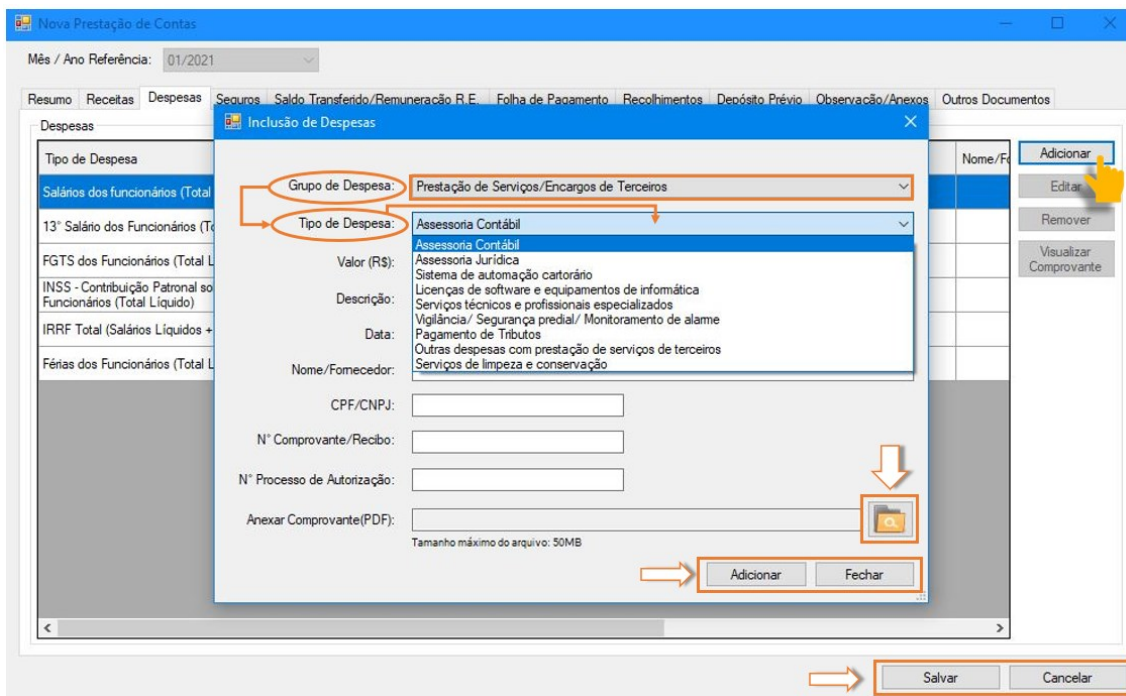 Nova Prestação de Contas
Mês / Ano Referência: 01/2021
Resumo Receitas Despesas Seguros Saldo Transferido/Remuneração R.E. Folha de Pagamento Recolhimentos Depósito Prévio Observação/Anexos Outros Documentos
Despesas
Inclusão de Despesas
Tipo de Despesa
Nome/Fo
Adicionar
Salários dos funcionários (Total
Editar
13° Salário dos Funcionários (To
Remover
FGTS dos Funcionários (Total L
Visualizar
Comprovante
INSS - Contribuição Patronal so
Funcionários (Total Líquido)
IRRF Total (Salários Líquidos +
Férias dos Funcionários (Total L
Grupo de Despesa: Prestação de Serviços/Encargos de Terceiros
Tipo de Despesa: Assessoria Contábil
Assessoria Contábil
Assessoria Jurídica
Sistema de automação cartorário
Licenças de software e equipamentos de informática
Serviços técnicos e profissionais especializados
Vigilância/ Segurança predial/ Monitoramento de alarme
Pagamento de Tributos
Outras despesas com prestação de serviços de terceiros
Serviços de limpeza e conservação
Valor (R$):
Descrição:
Data:
Nome/Fornecedor:
CPF/CNPJ:
N° Comprovante/Recibo:
N° Processo de Autorização:
Anexar Comprovante(PDF):
Tamanho máximo do arquivo: 50MB
Adicionar Fechar
Salvar Cancelar